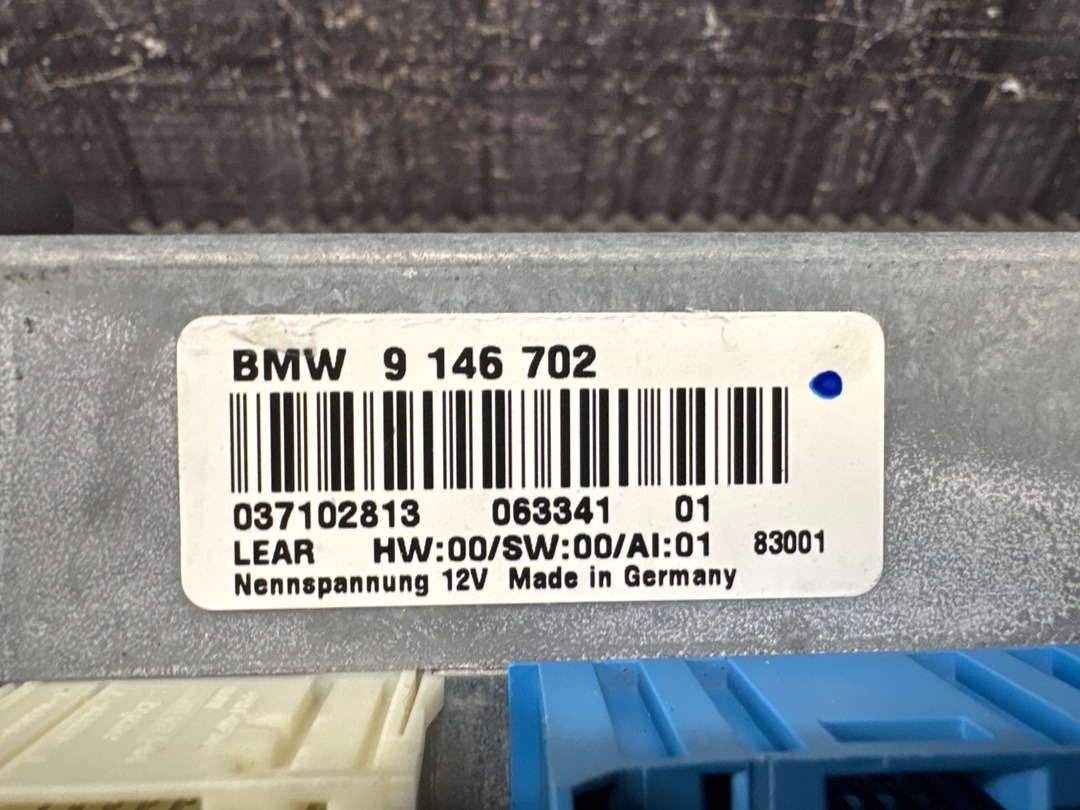 BMW 9 146 702
037102813 063341 01
LEAR HW:00/SW:00/AI:01 83001
Nennspannung 12V Made in Germany